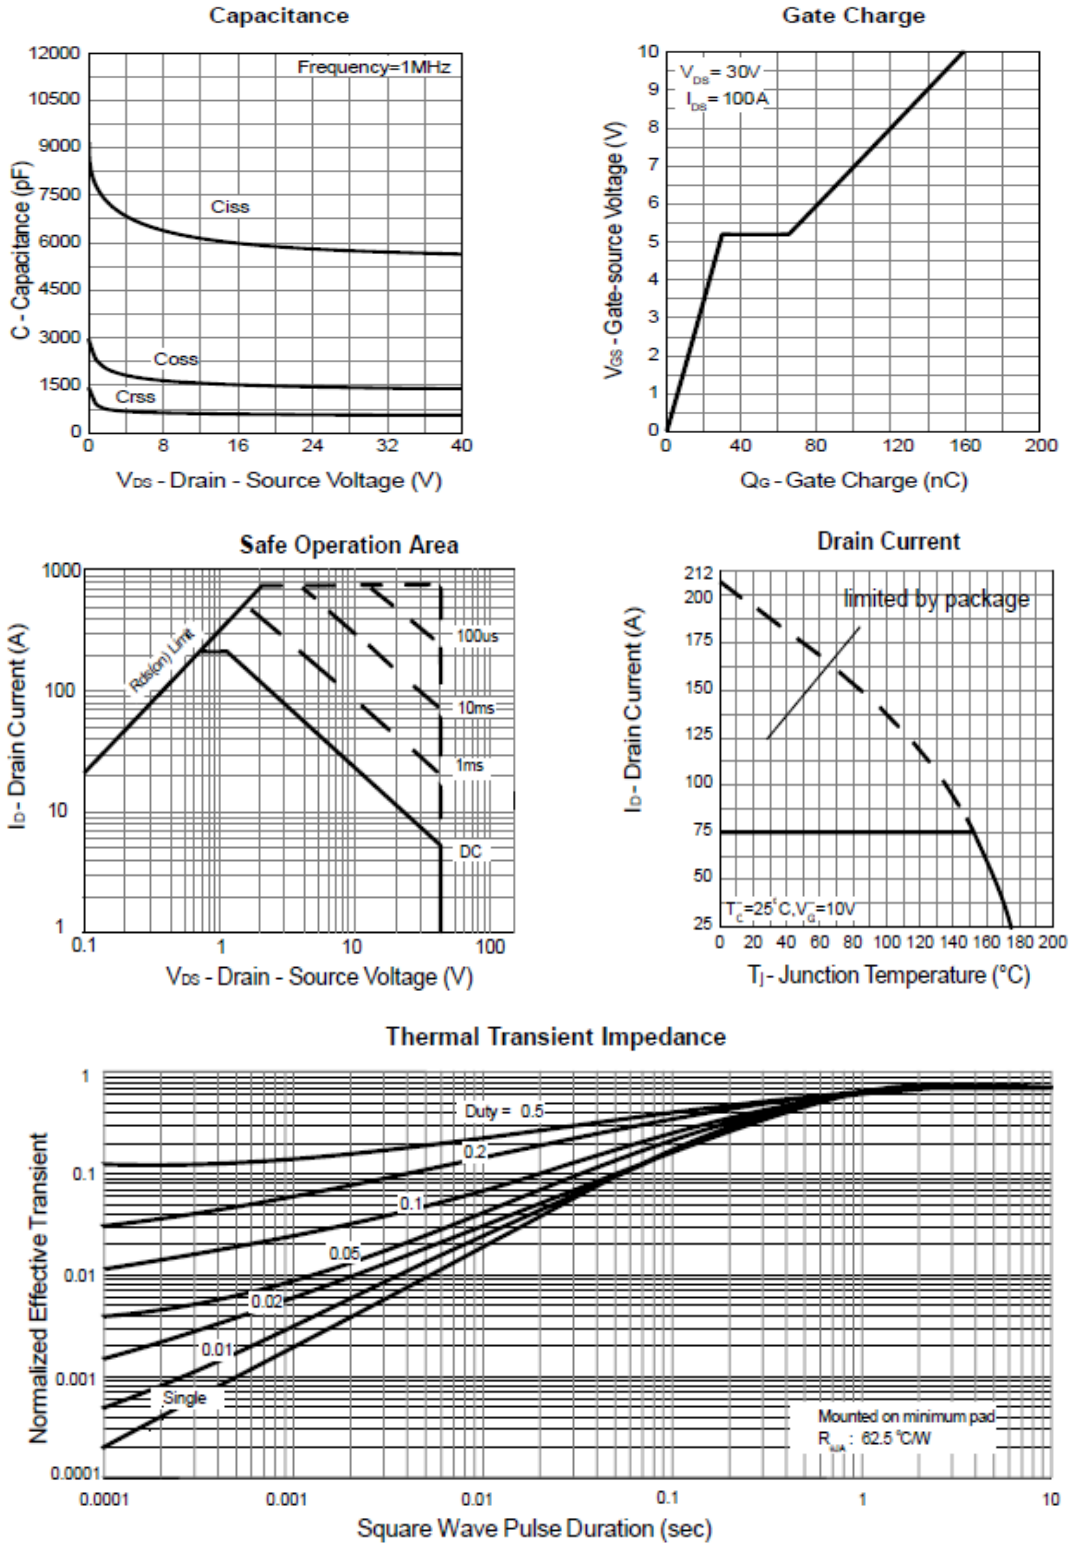 Capacitance
Gate Charge
12000
10500
9000
7500
6000
4500
3000
1500
0
C - Capacitance (pF)
Frequency=1MHz
Ciss
Coss
Crss
0 8 16 24 32 40
VDS - Drain - Source Voltage (V)
10
9
8
7
6
5
4
3
2
1
0
VGS - Gate-source Voltage (V)
VDS = 30V
IDS = 100A
0 40 80 120 160 200
QG - Gate Charge (nC)
Safe Operation Area
Drain Current
1000
100
10
1
ID - Drain Current (A)
Rds(on) Limit
100us
10ms
1ms
DC
0.1 1 10 100
VDS - Drain - Source Voltage (V)
212
200
175
150
125
100
75
50
25
ID - Drain Current (A)
limited by package
TC=25°C,VG=10V
0 20 40 60 80 100 120 140 160 180 200
Tj - Junction Temperature (°C)
Thermal Transient Impedance
1
0.1
0.01
0.001
0.0001
Normalized Effective Transient
Duty = 0.5
0.2
0.1
0.05
0.02
0.01
Single
Mounted on minimum pad
RθJA : 62.5 °C/W
0.0001 0.001 0.01 0.1 1 10
Square Wave Pulse Duration (sec)